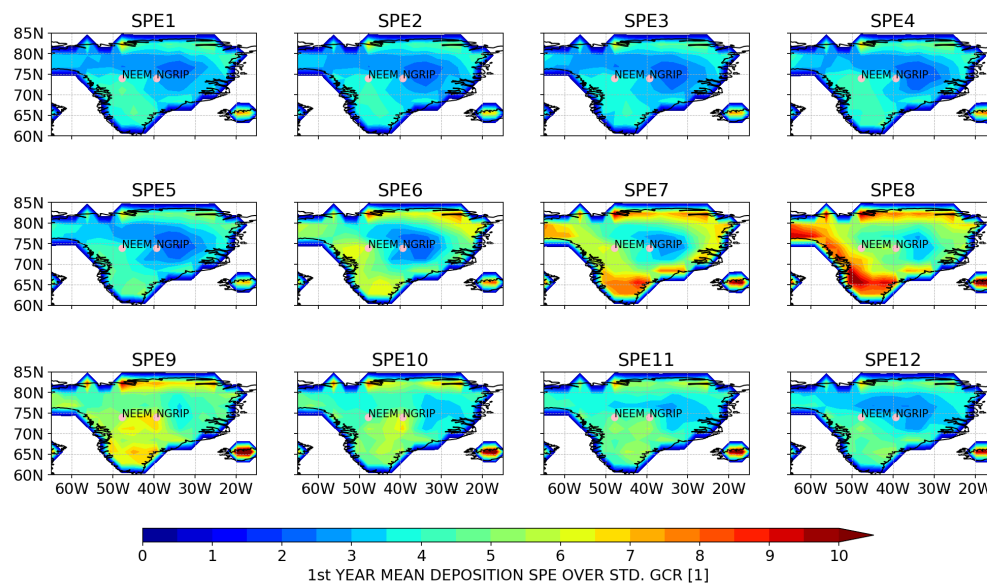 SPE1 SPE2 SPE3 SPE4
85N
80N
75N NEEM NGRIP NEEM NGRIP NEEM NGRIP NEEM NGRIP
70N
65N
60N
SPE5 SPE6 SPE7 SPE8
85N
80N
75N NEEM NGRIP NEEM NGRIP NEEM NGRIP NEEM NGRIP
70N
65N
60N
SPE9 SPE10 SPE11 SPE12
85N
80N
75N NEEM NGRIP NEEM NGRIP NEEM NGRIP NEEM NGRIP
70N
65N
60N
60W 50W 40W 30W 20W 60W 50W 40W 30W 20W 60W 50W 40W 30W 20W 60W 50W 40W 30W 20W
0 1 2 3 4 5 6 7 8 9 10
1st YEAR MEAN DEPOSITION SPE OVER STD. GCR [1]